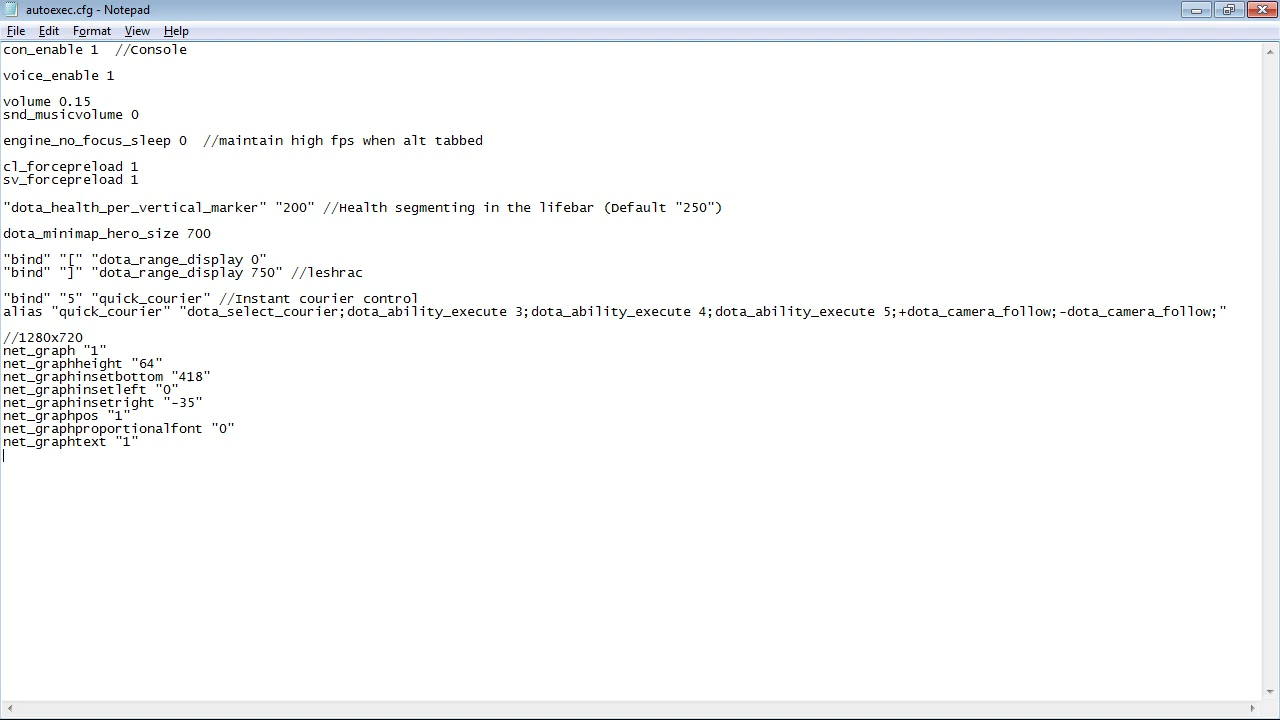 autoexec.cfg - Notepad
File Edit Format View Help
con_enable 1  //Console
voice_enable 1
volume 0.15
snd_musicvolume 0
engine_no_focus_sleep 0  //maintain high fps when alt tabbed
cl_forcepreload 1
sv_forcepreload 1
"dota_health_per_vertical_marker" "200" //Health segmenting in the lifebar (Default "250")
dota_minimap_hero_size 700
"bind" "[" "dota_range_display 0"
"bind" "]" "dota_range_display 750" //leshrac
"bind" "5" "quick_courier" //Instant courier control
alias "quick_courier" "dota_select_courier;dota_ability_execute 3;dota_ability_execute 4;dota_ability_execute 5;+dota_camera_follow;-dota_camera_follow;"
//1280x720
net_graph "1"
net_graphheight "64"
net_graphinsetbottom "418"
net_graphinsetleft "0"
net_graphinsetright "-35"
net_graphpos "1"
net_graphproportionalfont "0"
net_graphtext "1"